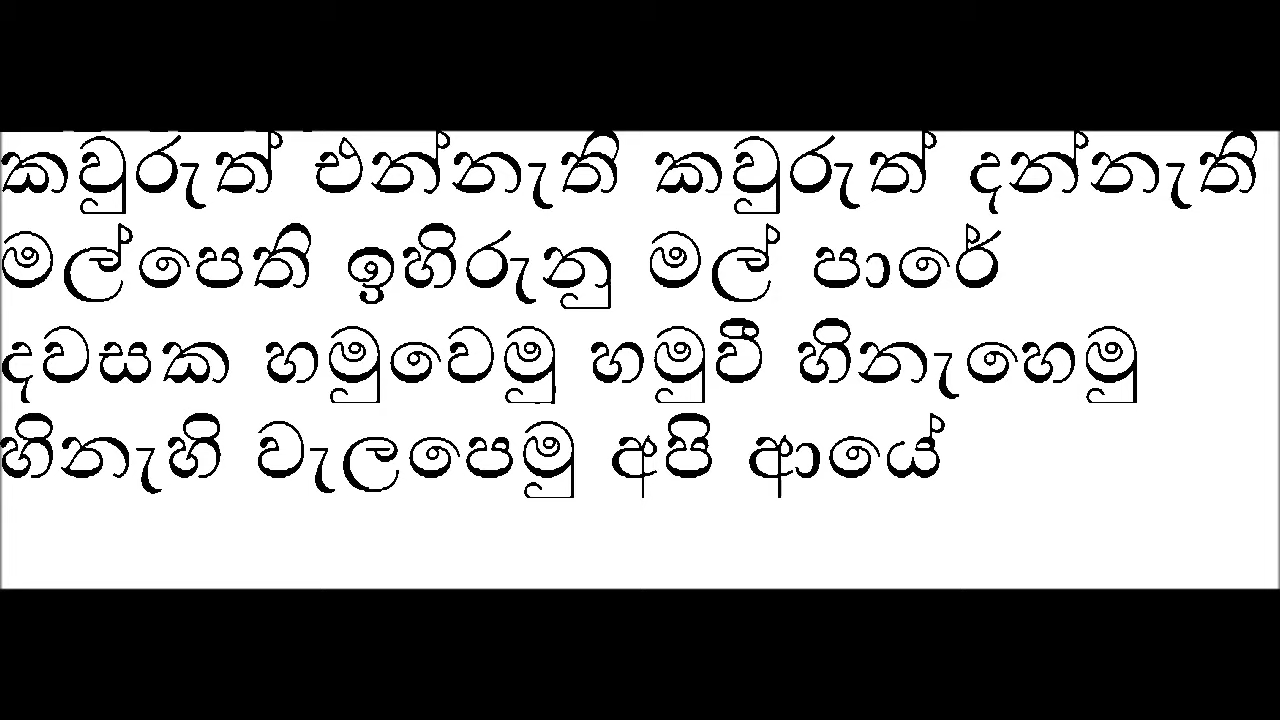 කවුරුත් එන්නැති කවුරුත් දන්නැති
මල්පෙති ඉහිරුනු මල් පාරේ
දවසක හමුවෙමු හමුවී හිනැහෙමු
හිනැහි වැලපෙමු අපි ආයේ